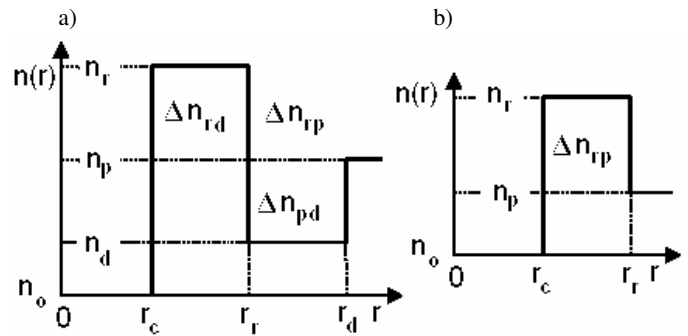 a)
n(r)
n_r
Δn_rd
Δn_rp
n_p
Δn_pd
n_d
n_o
0
r_c
r_r
r_d
r
b)
n(r)
n_r
Δn_rp
n_p
n_o
0
r_c
r_r
r